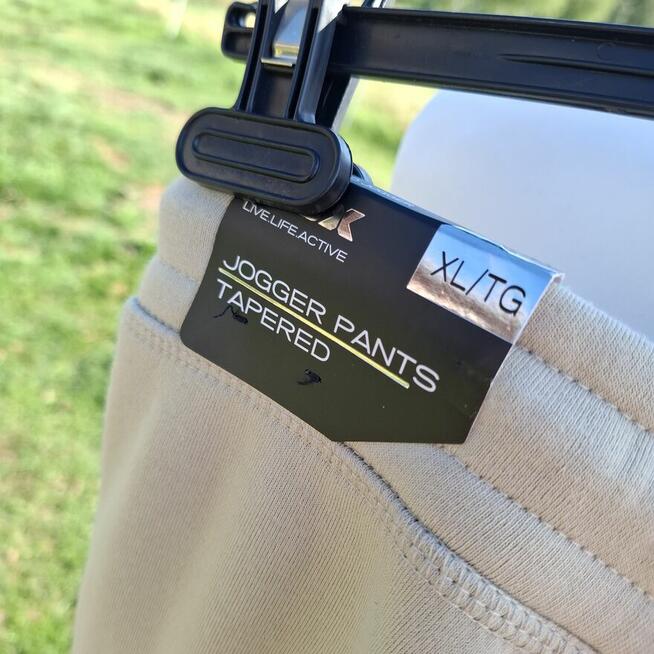 LIVE.LIFE.ACTIVE
XL/TG
JOGGER PANTS
TAPERED